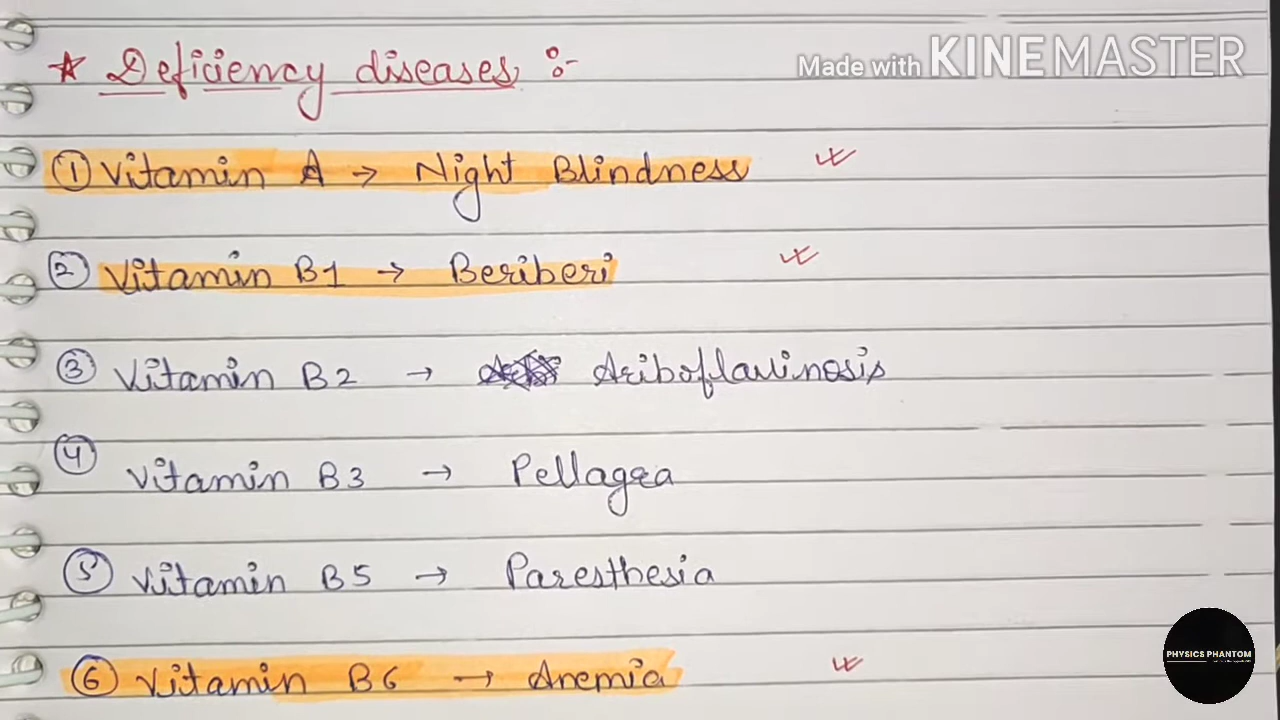 ★ Deficiency diseases :-
Made with KINEMASTER
① Vitamin A → Night Blindness
② Vitamin B1 → Beriberi
③ Vitamin B2 → Ariboflavinosis
④ Vitamin B3 → Pellagra
⑤ Vitamin B5 → Paresthesia
⑥ Vitamin B6 → Anemia
PHYSICS PHANTOM